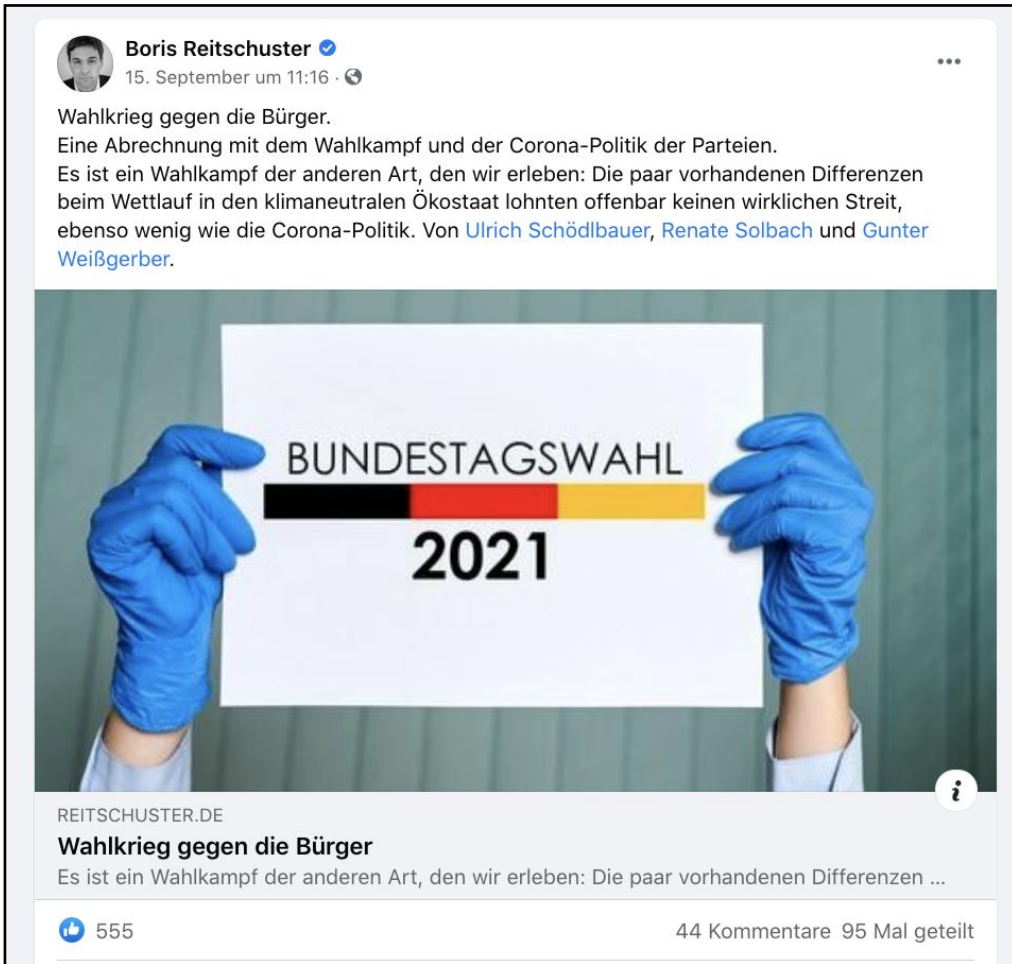 Boris Reitschuster
15. September um 11:16 ·
Wahlkrieg gegen die Bürger.
Eine Abrechnung mit dem Wahlkampf und der Corona-Politik der Parteien.
Es ist ein Wahlkampf der anderen Art, den wir erleben: Die paar vorhandenen Differenzen
beim Wettlauf in den klimaneutralen Ökostaat lohnten offenbar keinen wirklichen Streit,
ebenso wenig wie die Corona-Politik. Von Ulrich Schödlbauer, Renate Solbach und Gunter
Weißgerber.
BUNDESTAGSWAHL
2021
i
REITSCHUSTER.DE
Wahlkrieg gegen die Bürger
Es ist ein Wahlkampf der anderen Art, den wir erleben: Die paar vorhandenen Differenzen ...
555
44 Kommentare 95 Mal geteilt